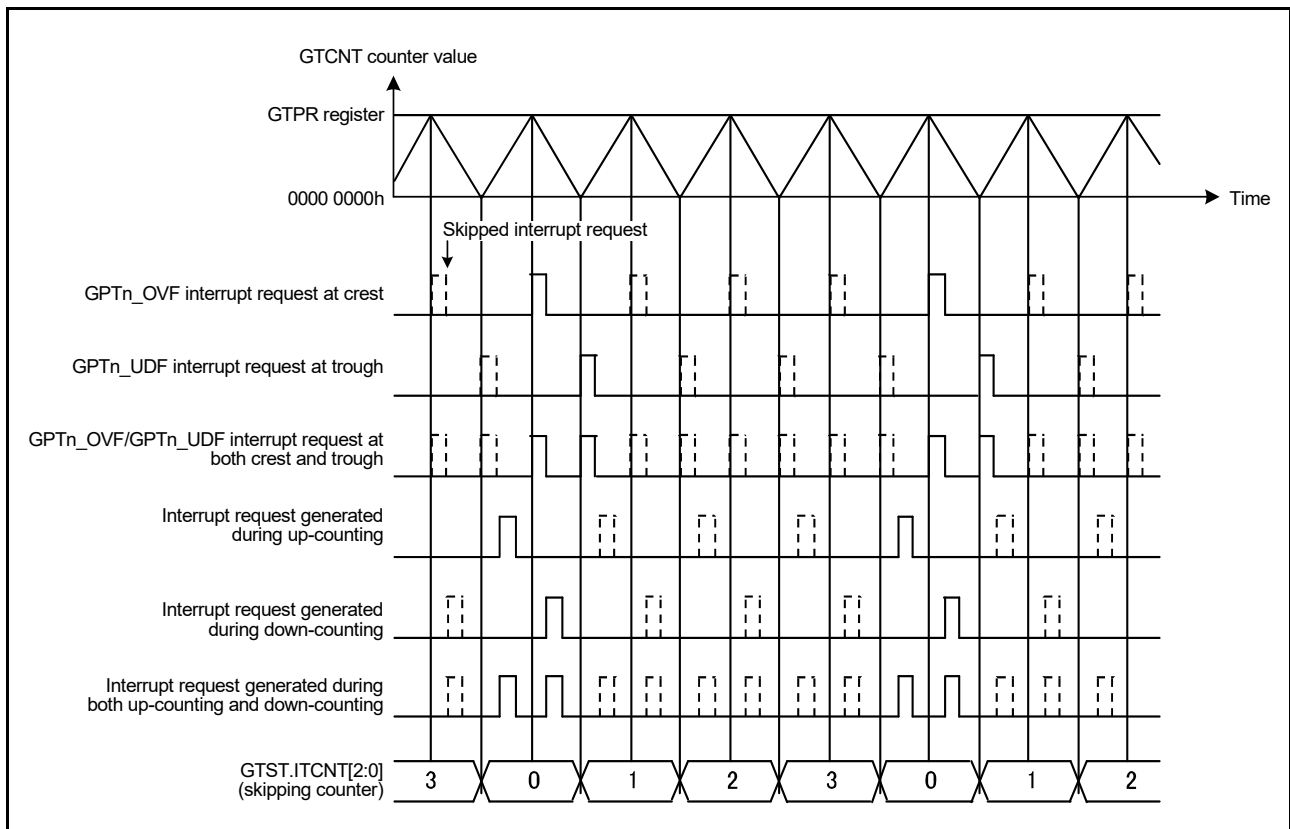 GTCNT counter value
GTPR register
0000 0000h
Time
Skipped interrupt request
GPTn_OVF interrupt request at crest
GPTn_UDF interrupt request at trough
GPTn_OVF/GPTn_UDF interrupt request at
both crest and trough
Interrupt request generated
during up-counting
Interrupt request generated
during down-counting
Interrupt request generated during
both up-counting and down-counting
GTST.ITCNT[2:0]
(skipping counter)
3 0 1 2 3 0 1 2